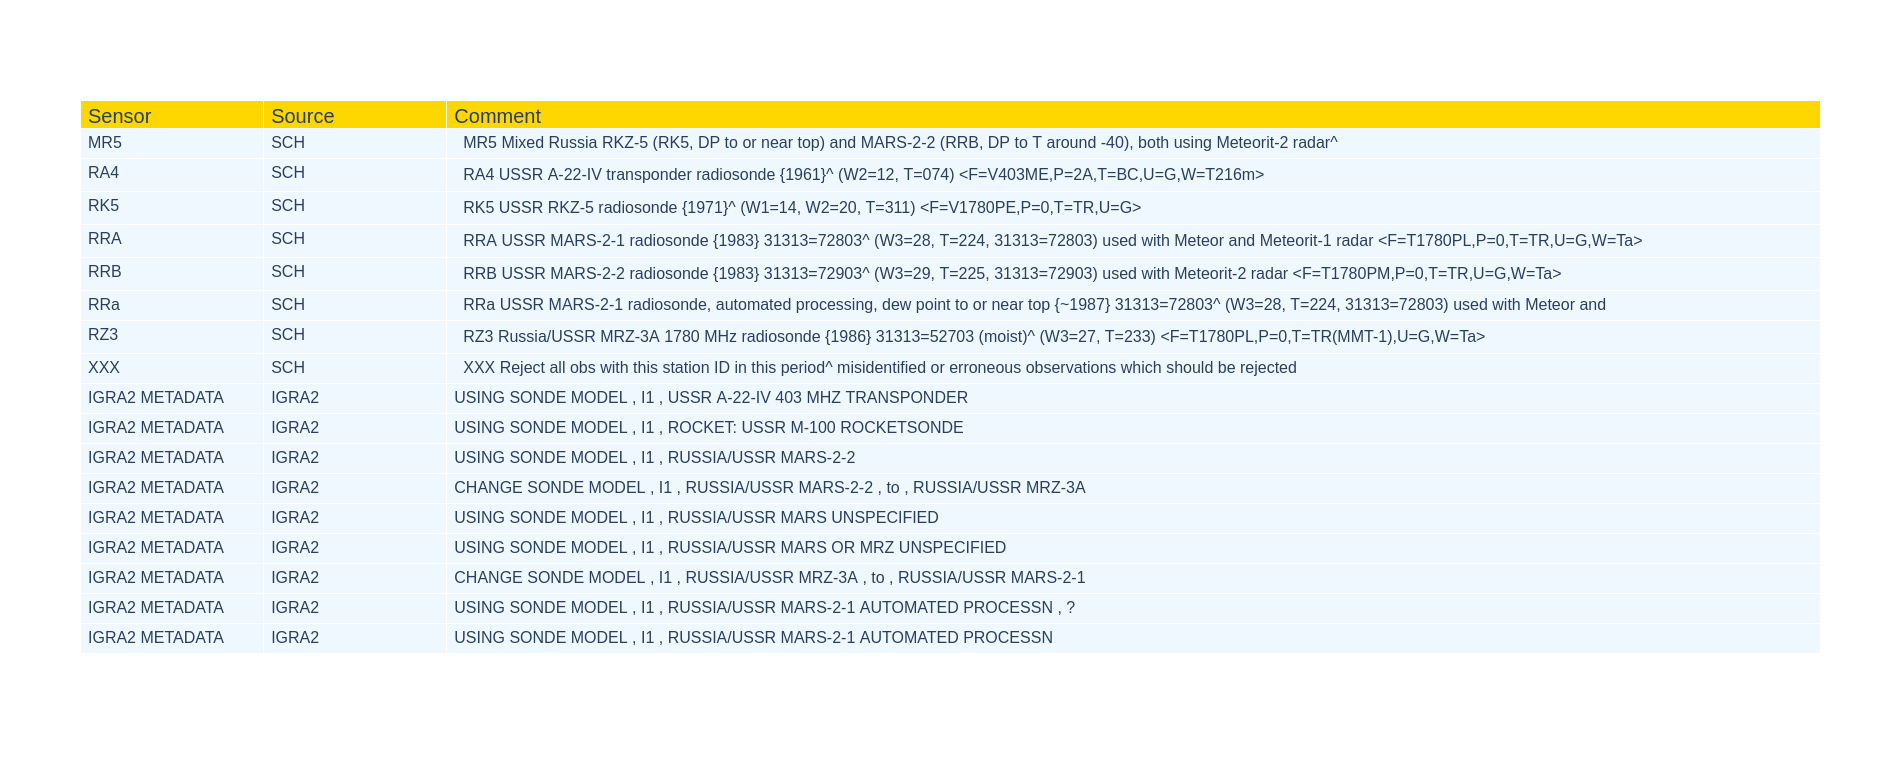 Sensor Source Comment
MR5 SCH MR5 Mixed Russia RKZ-5 (RK5, DP to or near top) and MARS-2-2 (RRB, DP to T around -40), both using Meteorit-2 radar^
RA4 SCH RA4 USSR A-22-IV transponder radiosonde {1961}^ (W2=12, T=074) <F=V403ME,P=2A,T=BC,U=G,W=T216m>
RK5 SCH RK5 USSR RKZ-5 radiosonde {1971}^ (W1=14, W2=20, T=311) <F=V1780PE,P=0,T=TR,U=G>
RRA SCH RRA USSR MARS-2-1 radiosonde {1983} 31313=72803^ (W3=28, T=224, 31313=72803) used with Meteor and Meteorit-1 radar <F=T1780PL,P=0,T=TR,U=G,W=Ta>
RRB SCH RRB USSR MARS-2-2 radiosonde {1983} 31313=72903^ (W3=29, T=225, 31313=72903) used with Meteorit-2 radar <F=T1780PM,P=0,T=TR,U=G,W=Ta>
RRa SCH RRa USSR MARS-2-1 radiosonde, automated processing, dew point to or near top {~1987} 31313=72803^ (W3=28, T=224, 31313=72803) used with Meteor and
RZ3 SCH RZ3 Russia/USSR MRZ-3A 1780 MHz radiosonde {1986} 31313=52703 (moist)^ (W3=27, T=233) <F=T1780PL,P=0,T=TR(MMT-1),U=G,W=Ta>
XXX SCH XXX Reject all obs with this station ID in this period^ misidentified or erroneous observations which should be rejected
IGRA2 METADATA IGRA2 USING SONDE MODEL , I1 , USSR A-22-IV 403 MHZ TRANSPONDER
IGRA2 METADATA IGRA2 USING SONDE MODEL , I1 , ROCKET: USSR M-100 ROCKETSONDE
IGRA2 METADATA IGRA2 USING SONDE MODEL , I1 , RUSSIA/USSR MARS-2-2
IGRA2 METADATA IGRA2 CHANGE SONDE MODEL , I1 , RUSSIA/USSR MARS-2-2 , to , RUSSIA/USSR MRZ-3A
IGRA2 METADATA IGRA2 USING SONDE MODEL , I1 , RUSSIA/USSR MARS UNSPECIFIED
IGRA2 METADATA IGRA2 USING SONDE MODEL , I1 , RUSSIA/USSR MARS OR MRZ UNSPECIFIED
IGRA2 METADATA IGRA2 CHANGE SONDE MODEL , I1 , RUSSIA/USSR MRZ-3A , to , RUSSIA/USSR MARS-2-1
IGRA2 METADATA IGRA2 USING SONDE MODEL , I1 , RUSSIA/USSR MARS-2-1 AUTOMATED PROCESSN , ?
IGRA2 METADATA IGRA2 USING SONDE MODEL , I1 , RUSSIA/USSR MARS-2-1 AUTOMATED PROCESSN